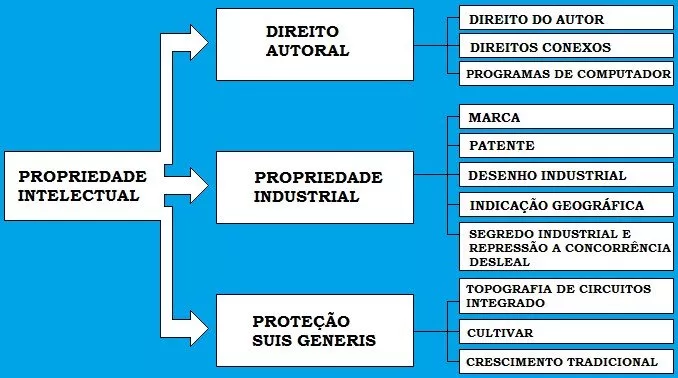 DIREITO
AUTORAL
DIREITO DO AUTOR
DIREITOS CONEXOS
PROGRAMAS DE COMPUTADOR
PROPRIEDADE
INTELECTUAL
PROPRIEDADE
INDUSTRIAL
MARCA
PATENTE
DESENHO INDUSTRIAL
INDICAÇÃO GEOGRÁFICA
SEGREDO INDUSTRIAL E
REPRESSÃO A CONCORRÊNCIA
DESLEAL
PROTEÇÃO
SUIS GENERIS
TOPOGRAFIA DE CIRCUITOS
INTEGRADO
CULTIVAR
CRESCIMENTO TRADICIONAL